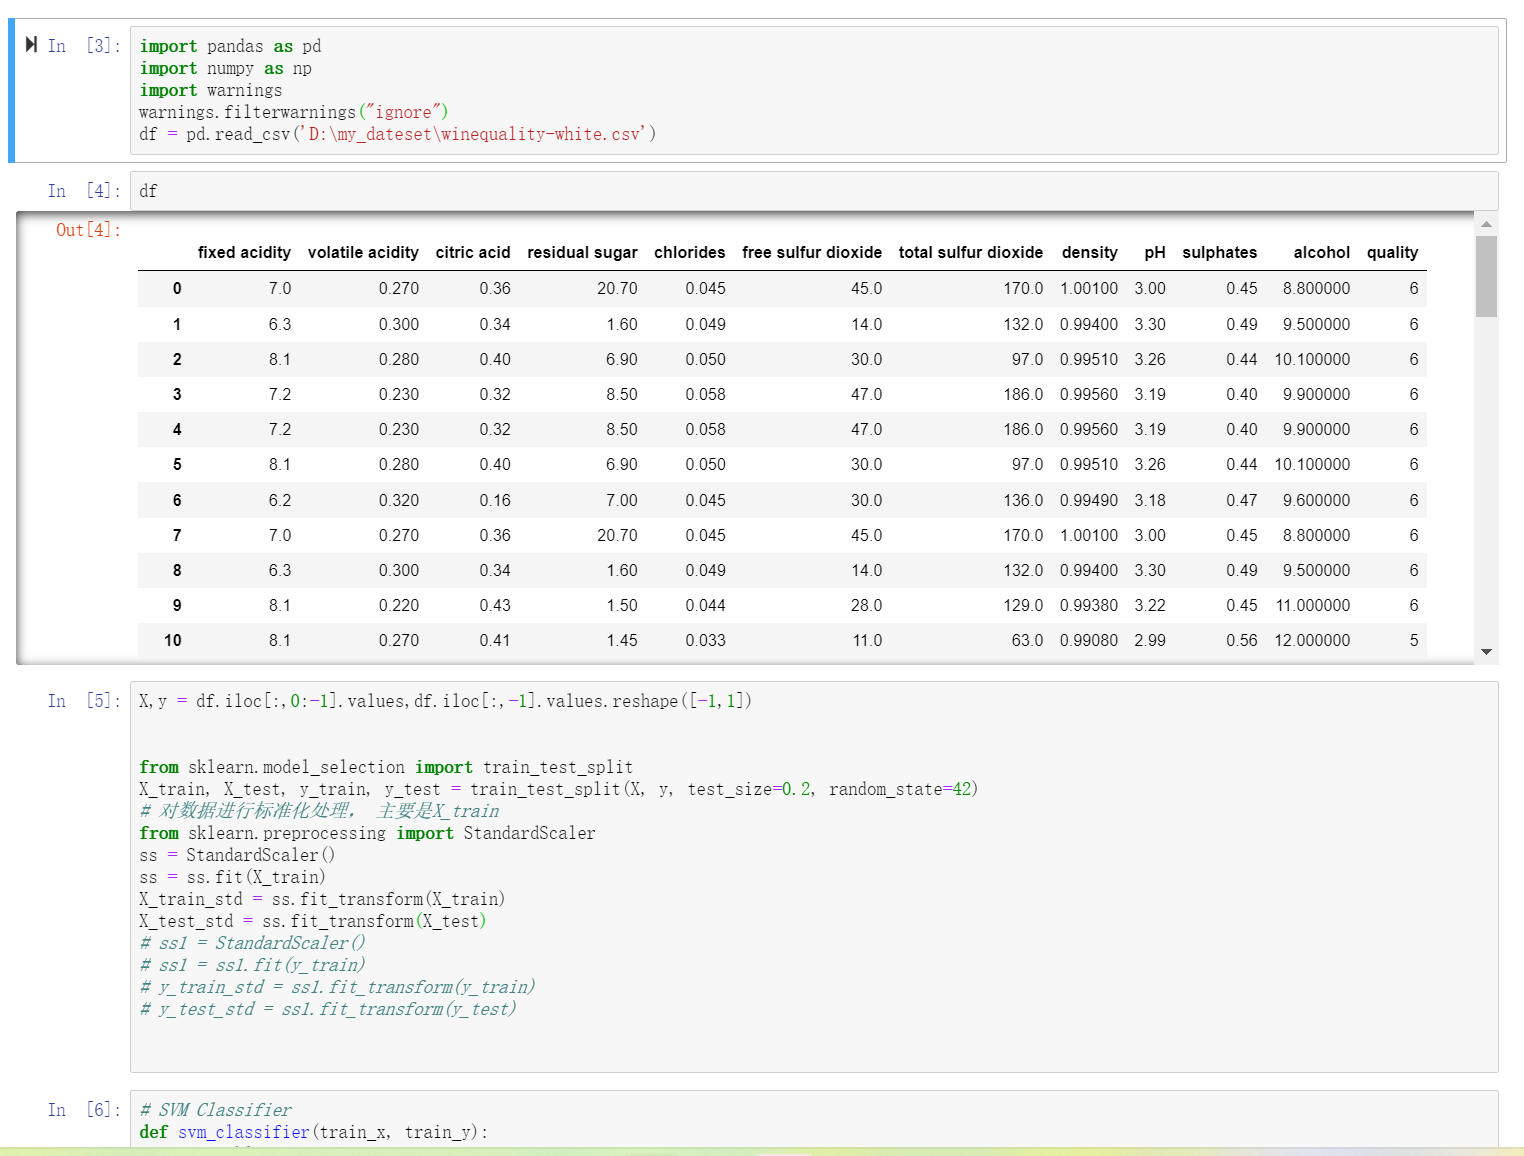 In [3]: import pandas as pd
import numpy as np
import warnings
warnings.filterwarnings("ignore")
df = pd.read_csv('D:\my_dateset\winequality-white.csv')
In [4]: df
Out[4]:
fixed acidity volatile acidity citric acid residual sugar chlorides free sulfur dioxide total sulfur dioxide density pH sulphates alcohol quality
0 7.0 0.270 0.36 20.70 0.045 45.0 170.0 1.00100 3.00 0.45 8.800000 6
1 6.3 0.300 0.34 1.60 0.049 14.0 132.0 0.99400 3.30 0.49 9.500000 6
2 8.1 0.280 0.40 6.90 0.050 30.0 97.0 0.99510 3.26 0.44 10.100000 6
3 7.2 0.230 0.32 8.50 0.058 47.0 186.0 0.99560 3.19 0.40 9.900000 6
4 7.2 0.230 0.32 8.50 0.058 47.0 186.0 0.99560 3.19 0.40 9.900000 6
5 8.1 0.280 0.40 6.90 0.050 30.0 97.0 0.99510 3.26 0.44 10.100000 6
6 6.2 0.320 0.16 7.00 0.045 30.0 136.0 0.99490 3.18 0.47 9.600000 6
7 7.0 0.270 0.36 20.70 0.045 45.0 170.0 1.00100 3.00 0.45 8.800000 6
8 6.3 0.300 0.34 1.60 0.049 14.0 132.0 0.99400 3.30 0.49 9.500000 6
9 8.1 0.220 0.43 1.50 0.044 28.0 129.0 0.99380 3.22 0.45 11.000000 6
10 8.1 0.270 0.41 1.45 0.033 11.0 63.0 0.99080 2.99 0.56 12.000000 5
In [5]: X,y = df.iloc[:,0:-1].values,df.iloc[:,-1].values.reshape([-1,1])
from sklearn.model_selection import train_test_split
X_train, X_test, y_train, y_test = train_test_split(X, y, test_size=0.2, random_state=42)
# 对数据进行标准化处理， 主要是X_train
from sklearn.preprocessing import StandardScaler
ss = StandardScaler()
ss = ss.fit(X_train)
X_train_std = ss.fit_transform(X_train)
X_test_std = ss.fit_transform(X_test)
# ss1 = StandardScaler()
# ss1 = ss1.fit(y_train)
# y_train_std = ss1.fit_transform(y_train)
# y_test_std = ss1.fit_transform(y_test)
In [6]: # SVM Classifier
def svm_classifier(train_x, train_y):